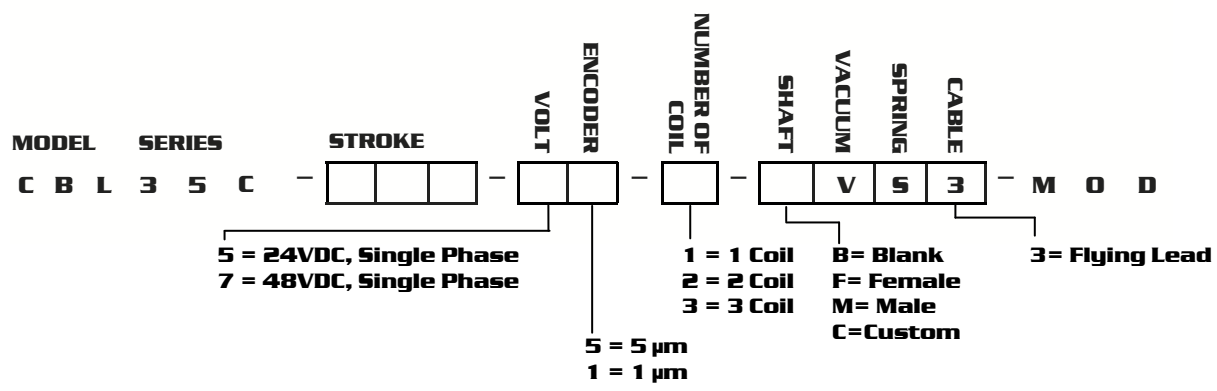 ENCODER
NUMBER OF
COIL
VOLT
SHAFT
VACUUM
SPRING
CABLE
MODEL SERIES STROKE
C B L 3 5 C - - - - V S 3 - M O D
5 = 24VDC, Single Phase
7 = 48VDC, Single Phase
1 = 1 Coil
2 = 2 Coil
3 = 3 Coil
B= Blank
F= Female
M= Male
C=Custom
3= Flying Lead
5 = 5 µm
1 = 1 µm